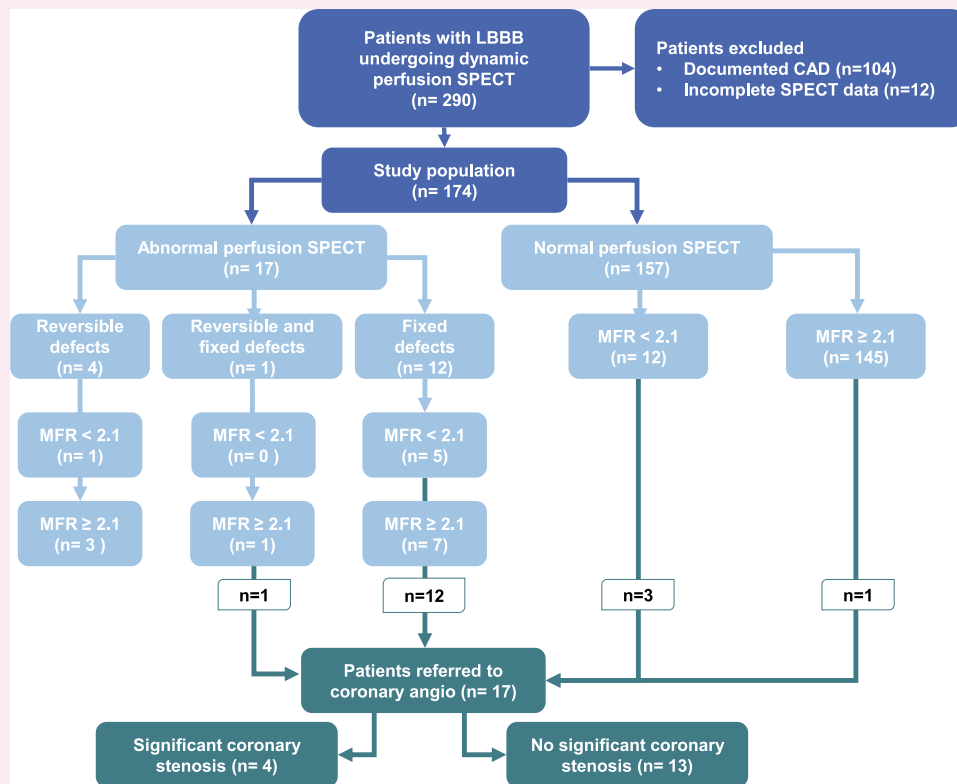 Patients with LBBB
undergoing dynamic
perfusion SPECT
(n= 290)
Patients excluded
• Documented CAD (n=104)
• Incomplete SPECT data (n=12)
Study population
(n= 174)
Abnormal perfusion SPECT
(n= 17)
Normal perfusion SPECT
(n= 157)
Reversible
defects
(n= 4)
Reversible and
fixed defects
(n= 1)
Fixed
defects
(n= 12)
MFR < 2.1
(n= 12)
MFR ≥ 2.1
(n= 145)
MFR < 2.1
(n= 1)
MFR < 2.1
(n= 0 )
MFR < 2.1
(n= 5)
MFR ≥ 2.1
(n= 3 )
MFR ≥ 2.1
(n= 1)
MFR ≥ 2.1
(n= 7)
n=1
n=12
n=3
n=1
Patients referred to
coronary angio (n= 17)
Significant coronary
stenosis (n= 4)
No significant coronary
stenosis (n= 13)